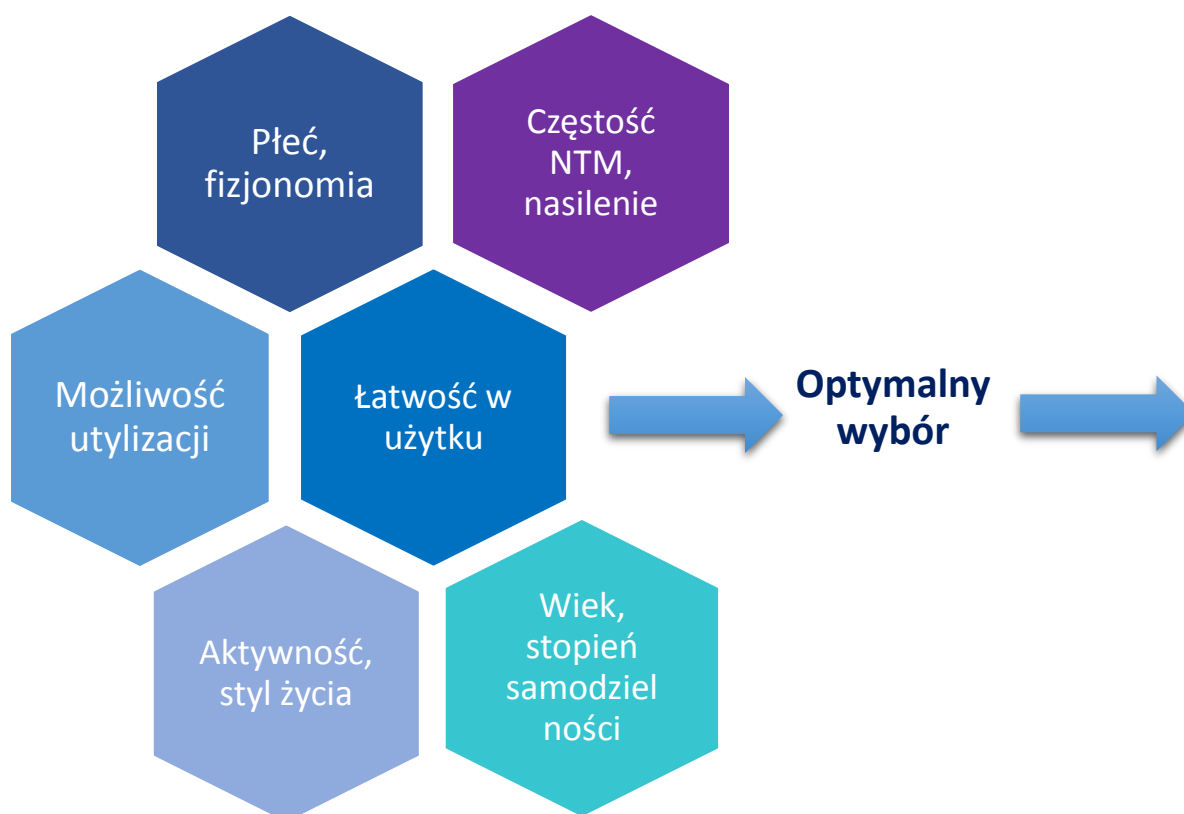 Płeć,
fizjonomia
Częstość
NTM,
nasilenie
Możliwość
utylizacji
Łatwość w
użytku
Optymalny
wybór
Aktywność,
styl życia
Wiek,
stopień
samodziel
ności